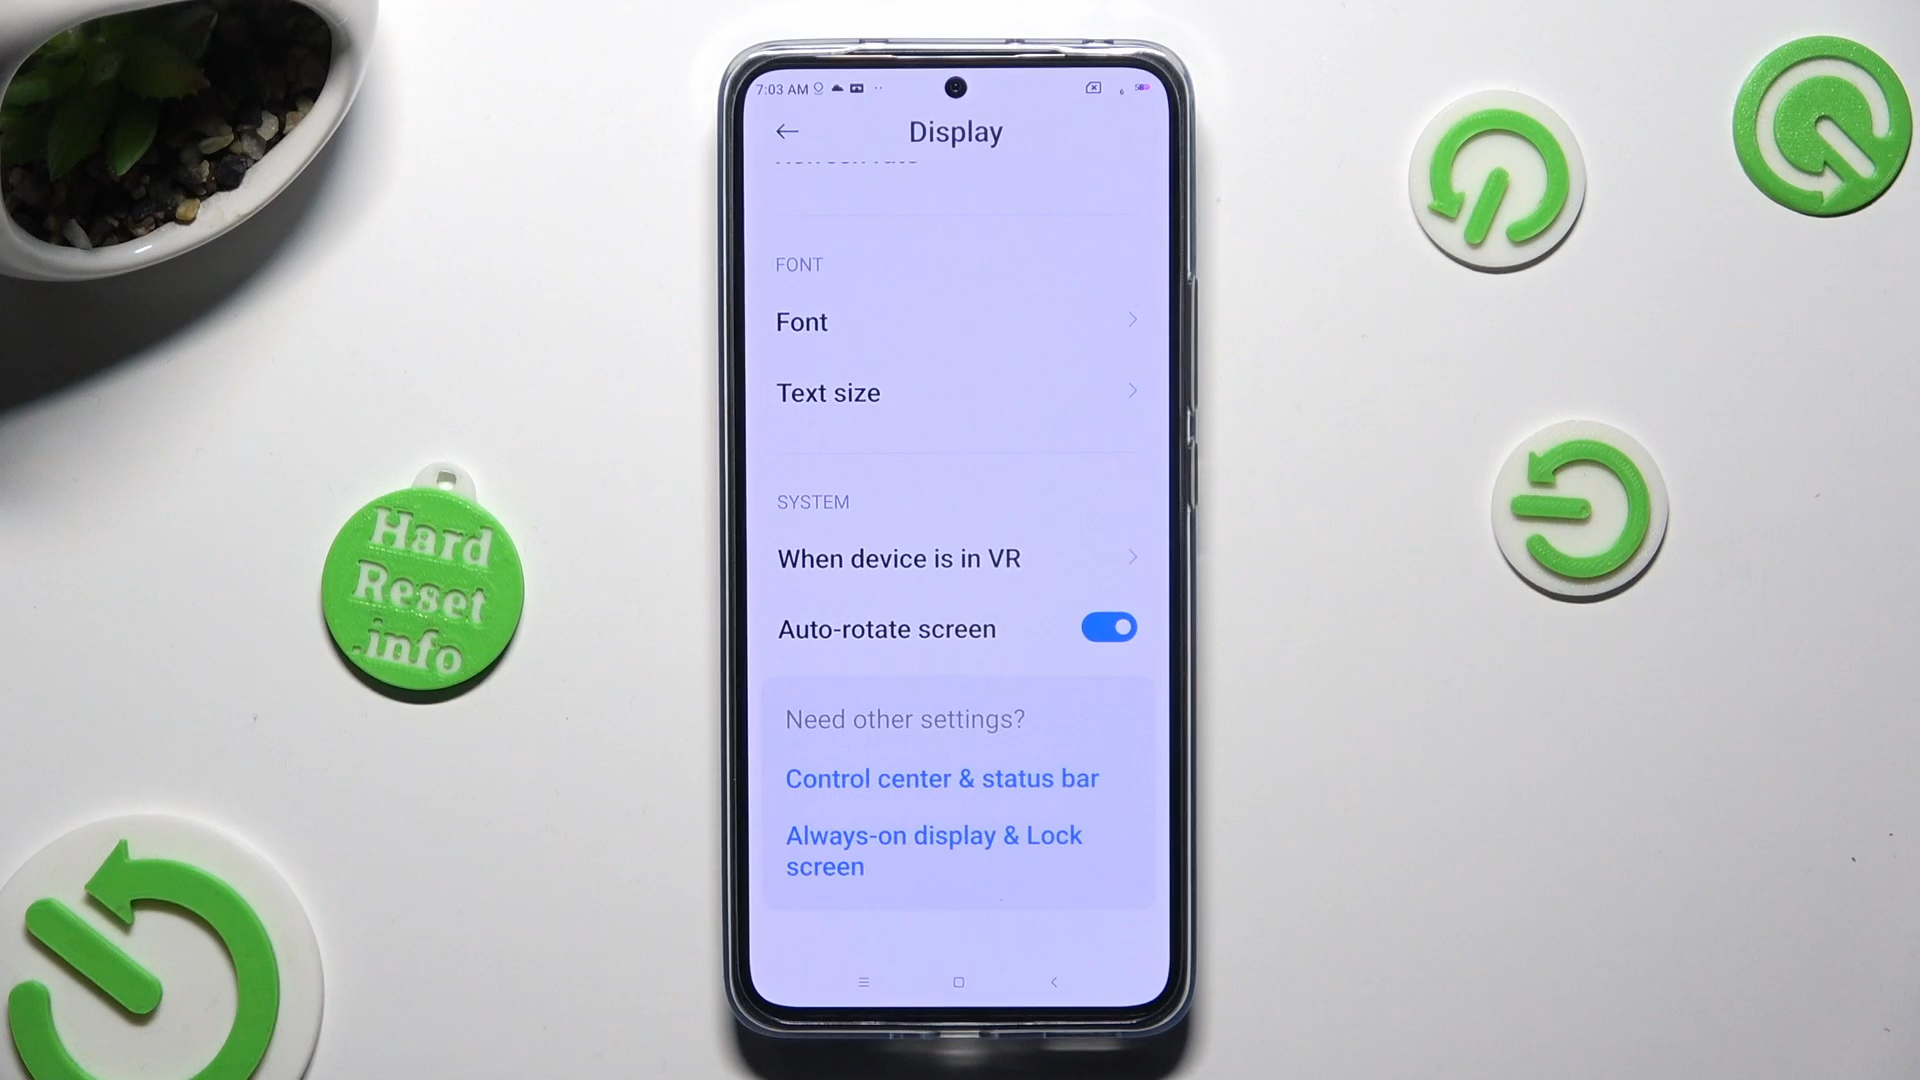 7:03 AM
Display
FONT
Font
Text size
SYSTEM
When device is in VR
Auto-rotate screen
Need other settings?
Control center & status bar
Always-on display & Lock
screen
Hard
Reset
.info